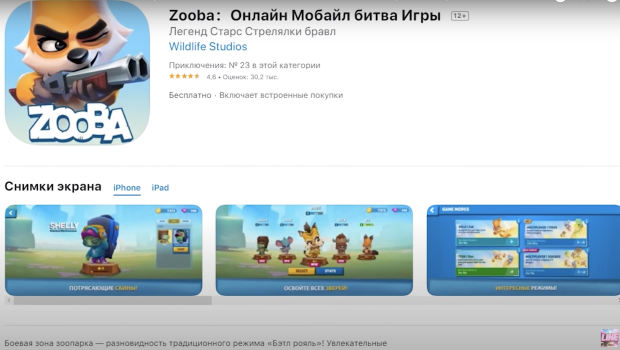 Zooba: Онлайн Мобайл битва Игры 12+
Легенд Старс Стрелялки бравл
Wildlife Studios
Приключения: № 23 в этой категории
4,6 • Оценок: 30,2 тыс.
Бесплатно · Включает встроенные покупки
ZOOBA
Снимки экрана iPhone iPad
SHELLY
GAME MODES
ПОТРЯСАЮЩИЕ СКИНЫ!
ОСВОЙТЕ ВСЕХ ЗВЕРЕЙ!
ИНТЕРЕСНЫЕ РЕЖИМЫ!
Боевая зона зоопарка — разновидность традиционного режима «Бэтл рояль»! Увлекательные